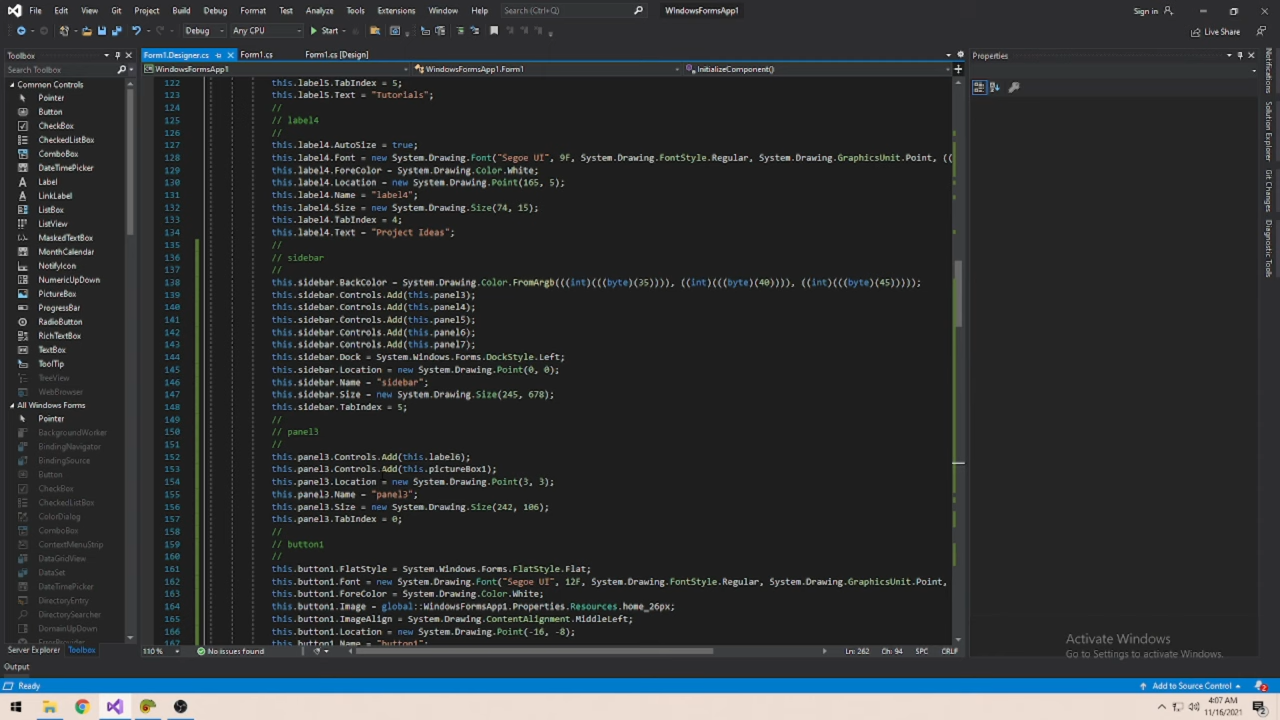 File Edit View Git Project Build Debug Format Test Analyze Tools Extensions Window Help Search (Ctrl+Q) WindowsFormsApp1 Sign in
Debug Any CPU Start Live Share
Toolbox Form1.Designer.cs Form1.cs Form1.cs [Design] Properties
Search Toolbox WindowsFormsApp1 WindowsFormsApp1.Form1 InitializeComponent()
Common Controls
Pointer
Button
CheckBox
CheckedListBox
ComboBox
DateTimePicker
Label
LinkLabel
ListBox
ListView
MaskedTextBox
MonthCalendar
NotifyIcon
NumericUpDown
PictureBox
ProgressBar
RadioButton
RichTextBox
TextBox
ToolTip
TreeView
WebBrowser
All Windows Forms
Pointer
BackgroundWorker
BindingNavigator
BindingSource
Button
CheckBox
CheckedListBox
ColorDialog
ComboBox
ContextMenuStrip
DataGridView
DataSet
DateTimePicker
DirectoryEntry
DirectorySearcher
DomainUpDown
Server Explorer Toolbox
122 this.label5.TabIndex = 5;
123 this.label5.Text = "Tutorials";
124 //
125 // label4
126 //
127 this.label4.AutoSize = true;
128 this.label4.Font = new System.Drawing.Font("Segoe UI", 9F, System.Drawing.FontStyle.Regular, System.Drawing.GraphicsUnit.Point, ((
129 this.label4.ForeColor = System.Drawing.Color.White;
130 this.label4.Location = new System.Drawing.Point(165, 5);
131 this.label4.Name = "label4";
132 this.label4.Size = new System.Drawing.Size(74, 15);
133 this.label4.TabIndex = 4;
134 this.label4.Text = "Project Ideas";
135 //
136 // sidebar
137 //
138 this.sidebar.BackColor = System.Drawing.Color.FromArgb(((int)(((byte)(35)))), ((int)(((byte)(40)))), ((int)(((byte)(45)))));
139 this.sidebar.Controls.Add(this.panel3);
140 this.sidebar.Controls.Add(this.panel4);
141 this.sidebar.Controls.Add(this.panel5);
142 this.sidebar.Controls.Add(this.panel6);
143 this.sidebar.Controls.Add(this.panel7);
144 this.sidebar.Dock = System.Windows.Forms.DockStyle.Left;
145 this.sidebar.Location = new System.Drawing.Point(0, 0);
146 this.sidebar.Name = "sidebar";
147 this.sidebar.Size = new System.Drawing.Size(245, 678);
148 this.sidebar.TabIndex = 5;
149 //
150 // panel3
151 //
152 this.panel3.Controls.Add(this.label6);
153 this.panel3.Controls.Add(this.pictureBox1);
154 this.panel3.Location = new System.Drawing.Point(3, 3);
155 this.panel3.Name = "panel3";
156 this.panel3.Size = new System.Drawing.Size(242, 106);
157 this.panel3.TabIndex = 0;
158 //
159 // button1
160 //
161 this.button1.FlatStyle = System.Windows.Forms.FlatStyle.Flat;
162 this.button1.Font = new System.Drawing.Font("Segoe UI", 12F, System.Drawing.FontStyle.Regular, System.Drawing.GraphicsUnit.Point,
163 this.button1.ForeColor = System.Drawing.Color.White;
164 this.button1.Image = global::WindowsFormsApp1.Properties.Resources.home_26px;
165 this.button1.ImageAlign = System.Drawing.ContentAlignment.MiddleLeft;
166 this.button1.Location = new System.Drawing.Point(-16, -8);
167 this.button1.Name = "button1";
110 % No issues found Ln: 262 Ch: 94 SPC CRLF
Notifications
Solution Explorer
Git Changes
Diagnostic Tools
Activate Windows
Go to Settings to activate Windows.
Output
Ready Add to Source Control 2
4:07 AM
11/16/2021
2